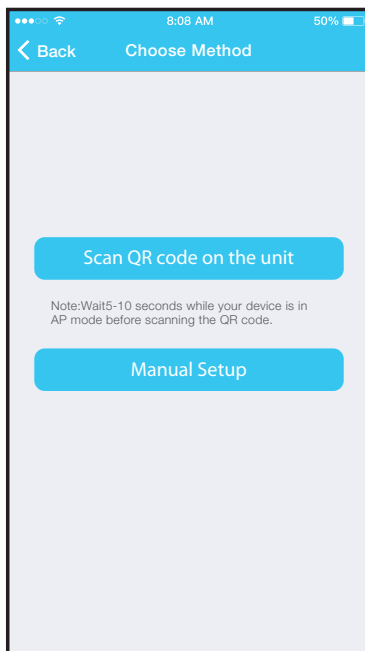 8:08 AM
50%
Back
Choose Method
Scan QR code on the unit
Note:Wait5-10 seconds while your device is in
AP mode before scanning the QR code.
Manual Setup